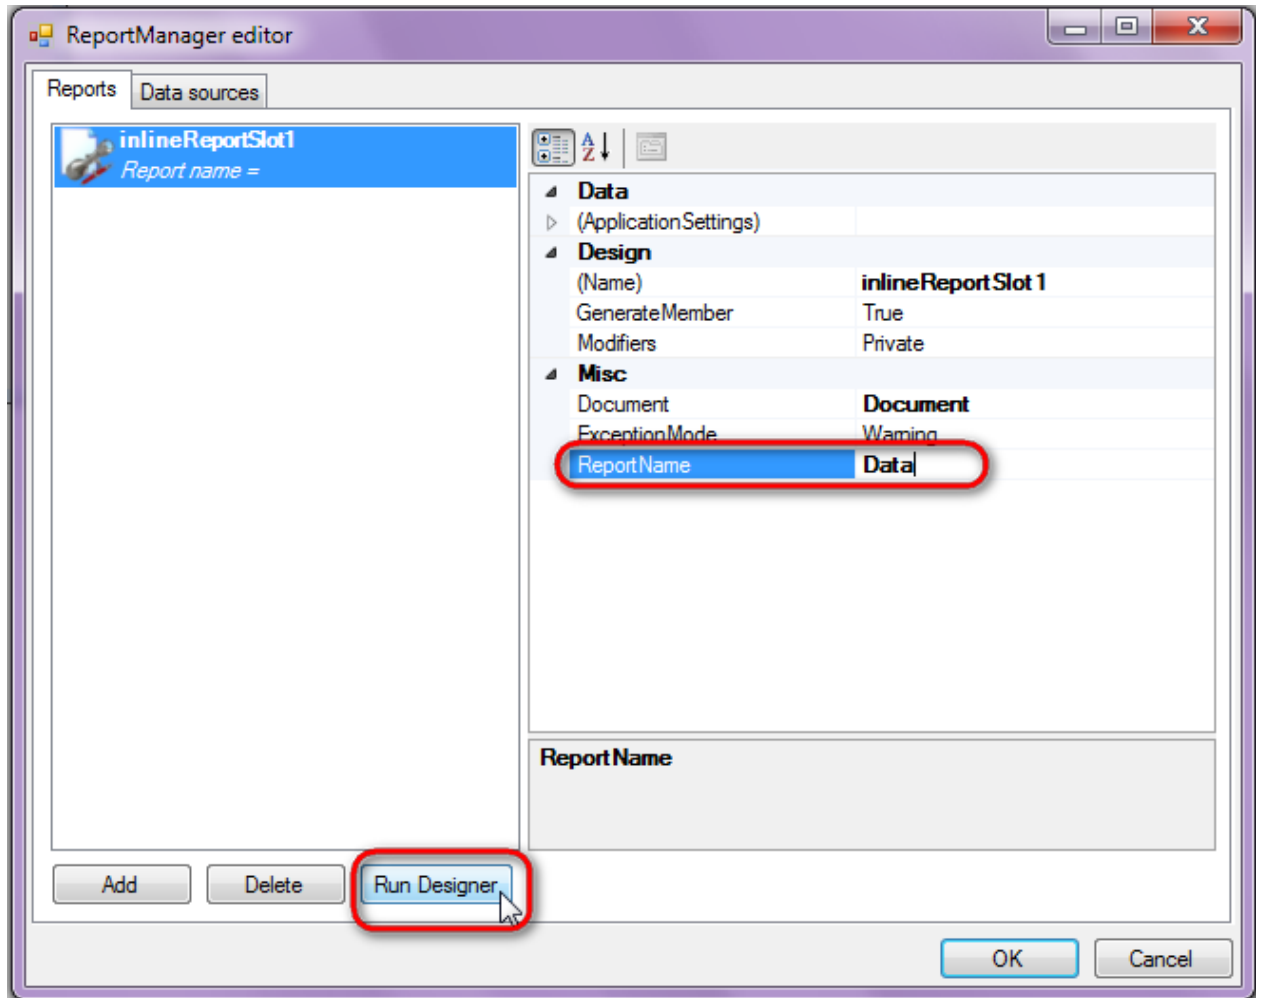 ReportManager editor
Reports
Data sources
inlineReportSlot1
Report name =
Data
(ApplicationSettings)
Design
(Name) inlineReportSlot1
GenerateMember True
Modifiers Private
Misc
Document Document
ExceptionMode Warning
ReportName Data
ReportName
Add
Delete
Run Designer
OK
Cancel